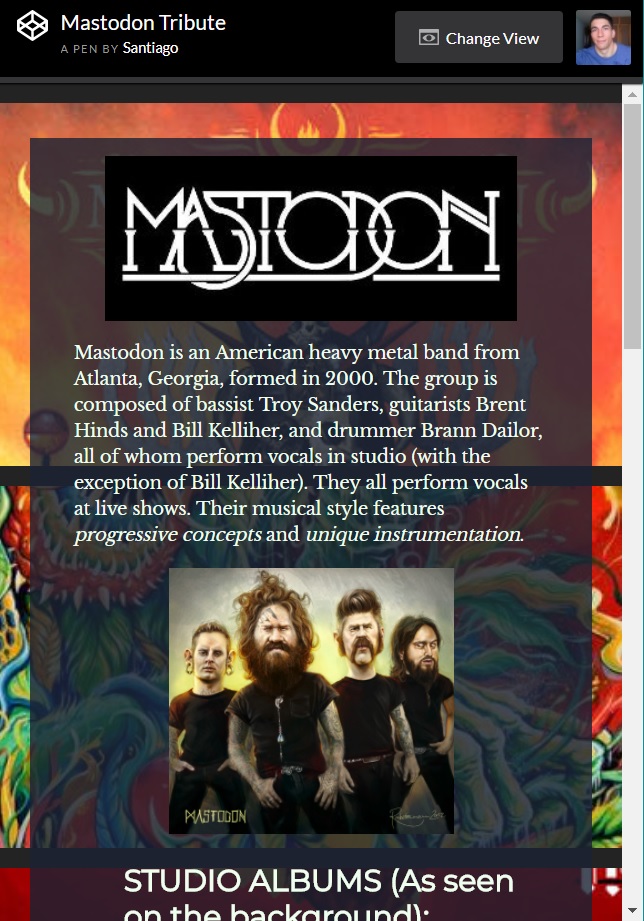 Mastodon Tribute
A PEN BY Santiago
Change View
MASTODON
Mastodon is an American heavy metal band from
Atlanta, Georgia, formed in 2000. The group is
composed of bassist Troy Sanders, guitarists Brent
Hinds and Bill Kelliher, and drummer Brann Dailor,
all of whom perform vocals in studio (with the
exception of Bill Kelliher). They all perform vocals
at live shows. Their musical style features
progressive concepts and unique instrumentation.
MASTODON
STUDIO ALBUMS (As seen
on the background):